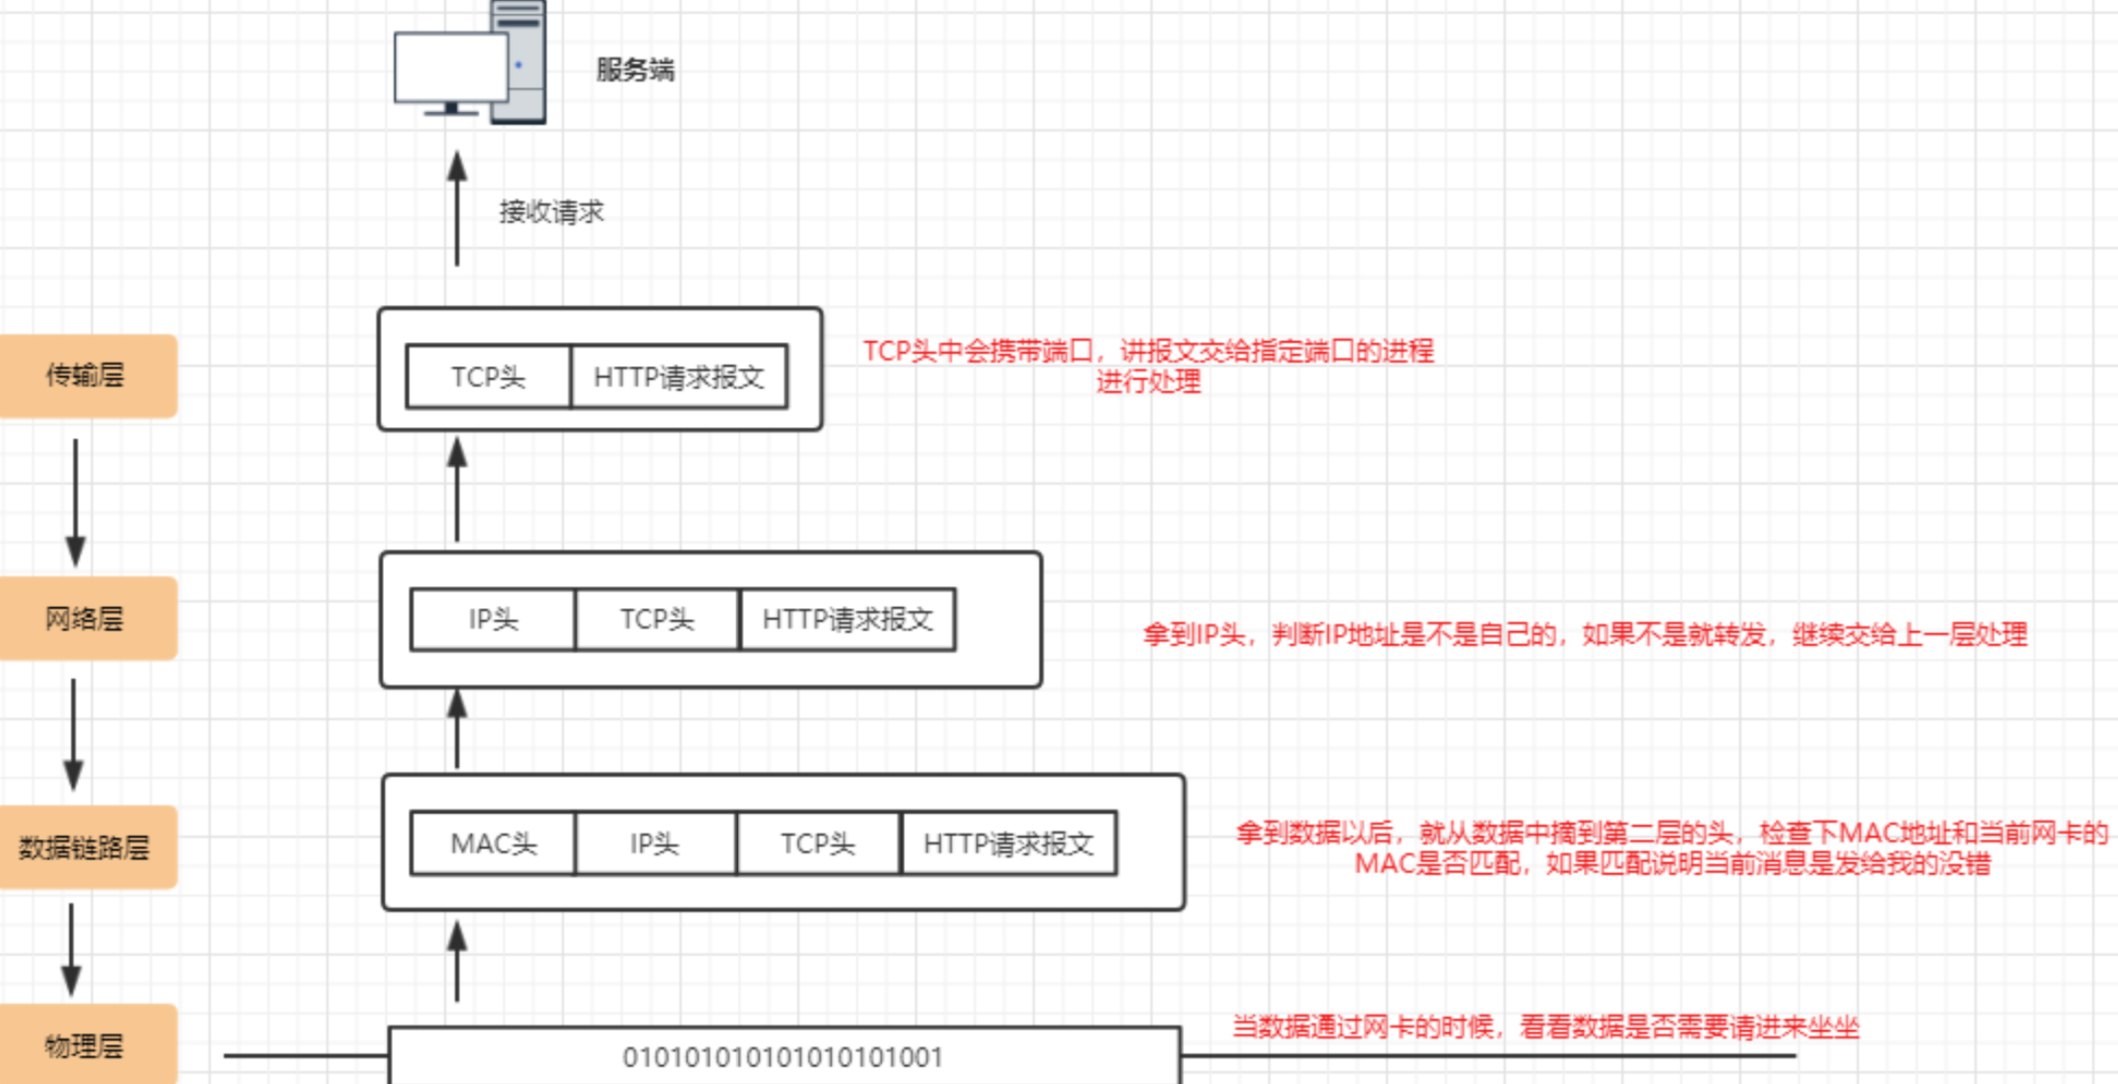 服务端
接收请求
传输层
TCP头
HTTP请求报文
TCP头中会携带端口，讲报文交给指定端口的进程
进行处理
网络层
IP头
TCP头
HTTP请求报文
拿到IP头，判断IP地址是不是自己的，如果不是就转发，继续交给上一层处理
数据链路层
MAC头
IP头
TCP头
HTTP请求报文
拿到数据以后，就从数据中摘到第二层的头，检查下MAC地址和当前网卡的
MAC是否匹配，如果匹配说明当前消息是发给我的没错
物理层
010101010101010101001
当数据通过网卡的时候，看看数据是否需要请进来坐坐